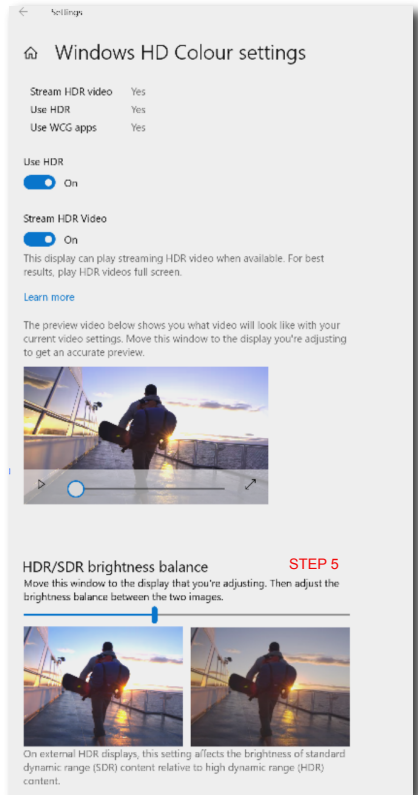 Settings
Windows HD Colour settings
Stream HDR video Yes
Use HDR Yes
Use WCG apps Yes
Use HDR
On
Stream HDR Video
On
This display can play streaming HDR video when available. For best
results, play HDR videos full screen.
Learn more
The preview video below shows you what video will look like with your
current video settings. Move this window to the display you're adjusting
to get an accurate preview.
HDR/SDR brightness balance STEP 5
Move this window to the display that you're adjusting. Then adjust the
brightness balance between the two images.
On external HDR displays, this setting affects the brightness of standard
dynamic range (SDR) content relative to high dynamic range (HDR)
content.